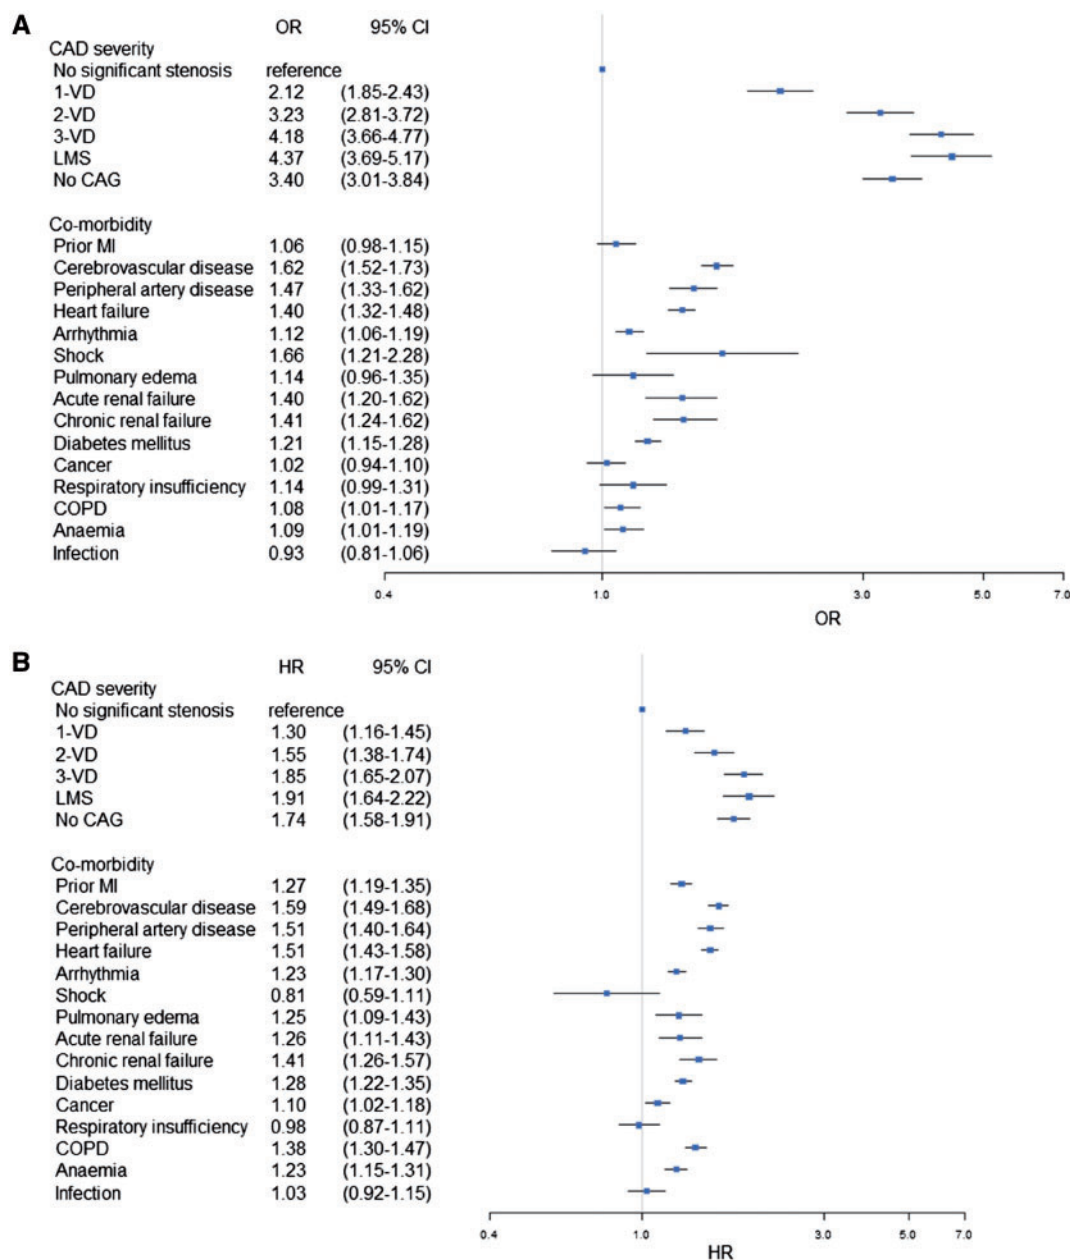 A
OR 95% CI
CAD severity
No significant stenosis reference
1-VD 2.12 (1.85-2.43)
2-VD 3.23 (2.81-3.72)
3-VD 4.18 (3.66-4.77)
LMS 4.37 (3.69-5.17)
No CAG 3.40 (3.01-3.84)
Co-morbidity
Prior MI 1.06 (0.98-1.15)
Cerebrovascular disease 1.62 (1.52-1.73)
Peripheral artery disease 1.47 (1.33-1.62)
Heart failure 1.40 (1.32-1.48)
Arrhythmia 1.12 (1.06-1.19)
Shock 1.66 (1.21-2.28)
Pulmonary edema 1.14 (0.96-1.35)
Acute renal failure 1.40 (1.20-1.62)
Chronic renal failure 1.41 (1.24-1.62)
Diabetes mellitus 1.21 (1.15-1.28)
Cancer 1.02 (0.94-1.10)
Respiratory insufficiency 1.14 (0.99-1.31)
COPD 1.08 (1.01-1.17)
Anaemia 1.09 (1.01-1.19)
Infection 0.93 (0.81-1.06)
0.4 1.0 3.0 5.0 7.0
OR
B
HR 95% CI
CAD severity
No significant stenosis reference
1-VD 1.30 (1.16-1.45)
2-VD 1.55 (1.38-1.74)
3-VD 1.85 (1.65-2.07)
LMS 1.91 (1.64-2.22)
No CAG 1.74 (1.58-1.91)
Co-morbidity
Prior MI 1.27 (1.19-1.35)
Cerebrovascular disease 1.59 (1.49-1.68)
Peripheral artery disease 1.51 (1.40-1.64)
Heart failure 1.51 (1.43-1.58)
Arrhythmia 1.23 (1.17-1.30)
Shock 0.81 (0.59-1.11)
Pulmonary edema 1.25 (1.09-1.43)
Acute renal failure 1.26 (1.11-1.43)
Chronic renal failure 1.41 (1.26-1.57)
Diabetes mellitus 1.28 (1.22-1.35)
Cancer 1.10 (1.02-1.18)
Respiratory insufficiency 0.98 (0.87-1.11)
COPD 1.38 (1.30-1.47)
Anaemia 1.23 (1.15-1.31)
Infection 1.03 (0.92-1.15)
0.4 1.0 3.0 5.0 7.0
HR